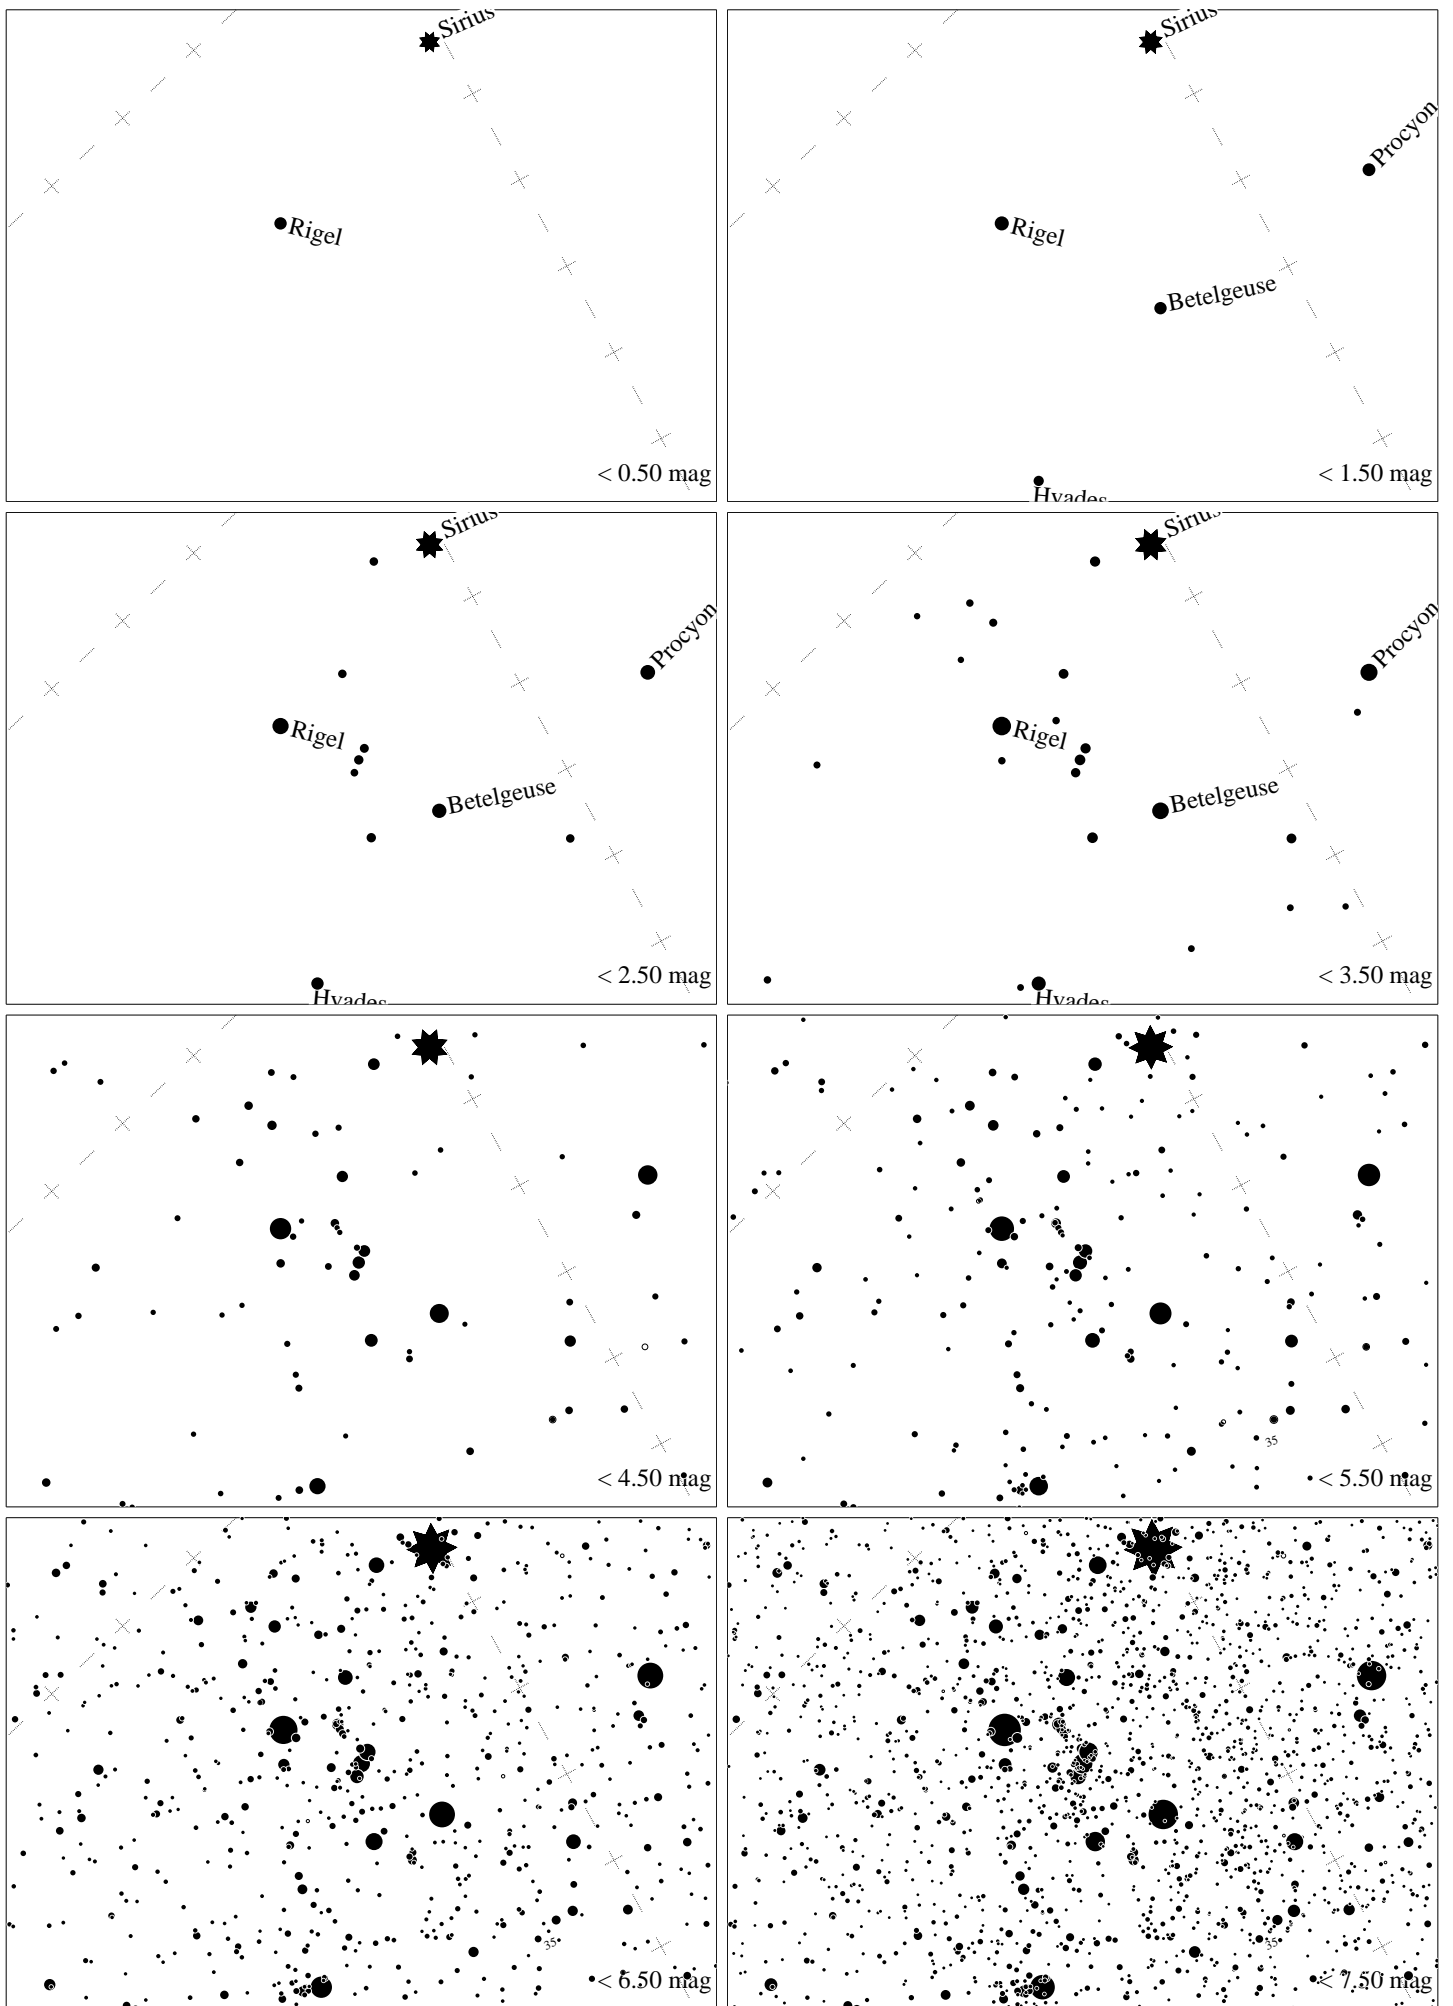 Sirius
Rigel
< 0.50 mag
Sirius
Procyon
Rigel
Betelgeuse
Hyades
< 1.50 mag
Sirius
Procyon
Rigel
Betelgeuse
Hyades
< 2.50 mag
Sirius
Procyon
Rigel
Betelgeuse
Hyades
< 3.50 mag
< 4.50 mag
35
< 5.50 mag
35
< 6.50 mag
35
< 7.50 mag